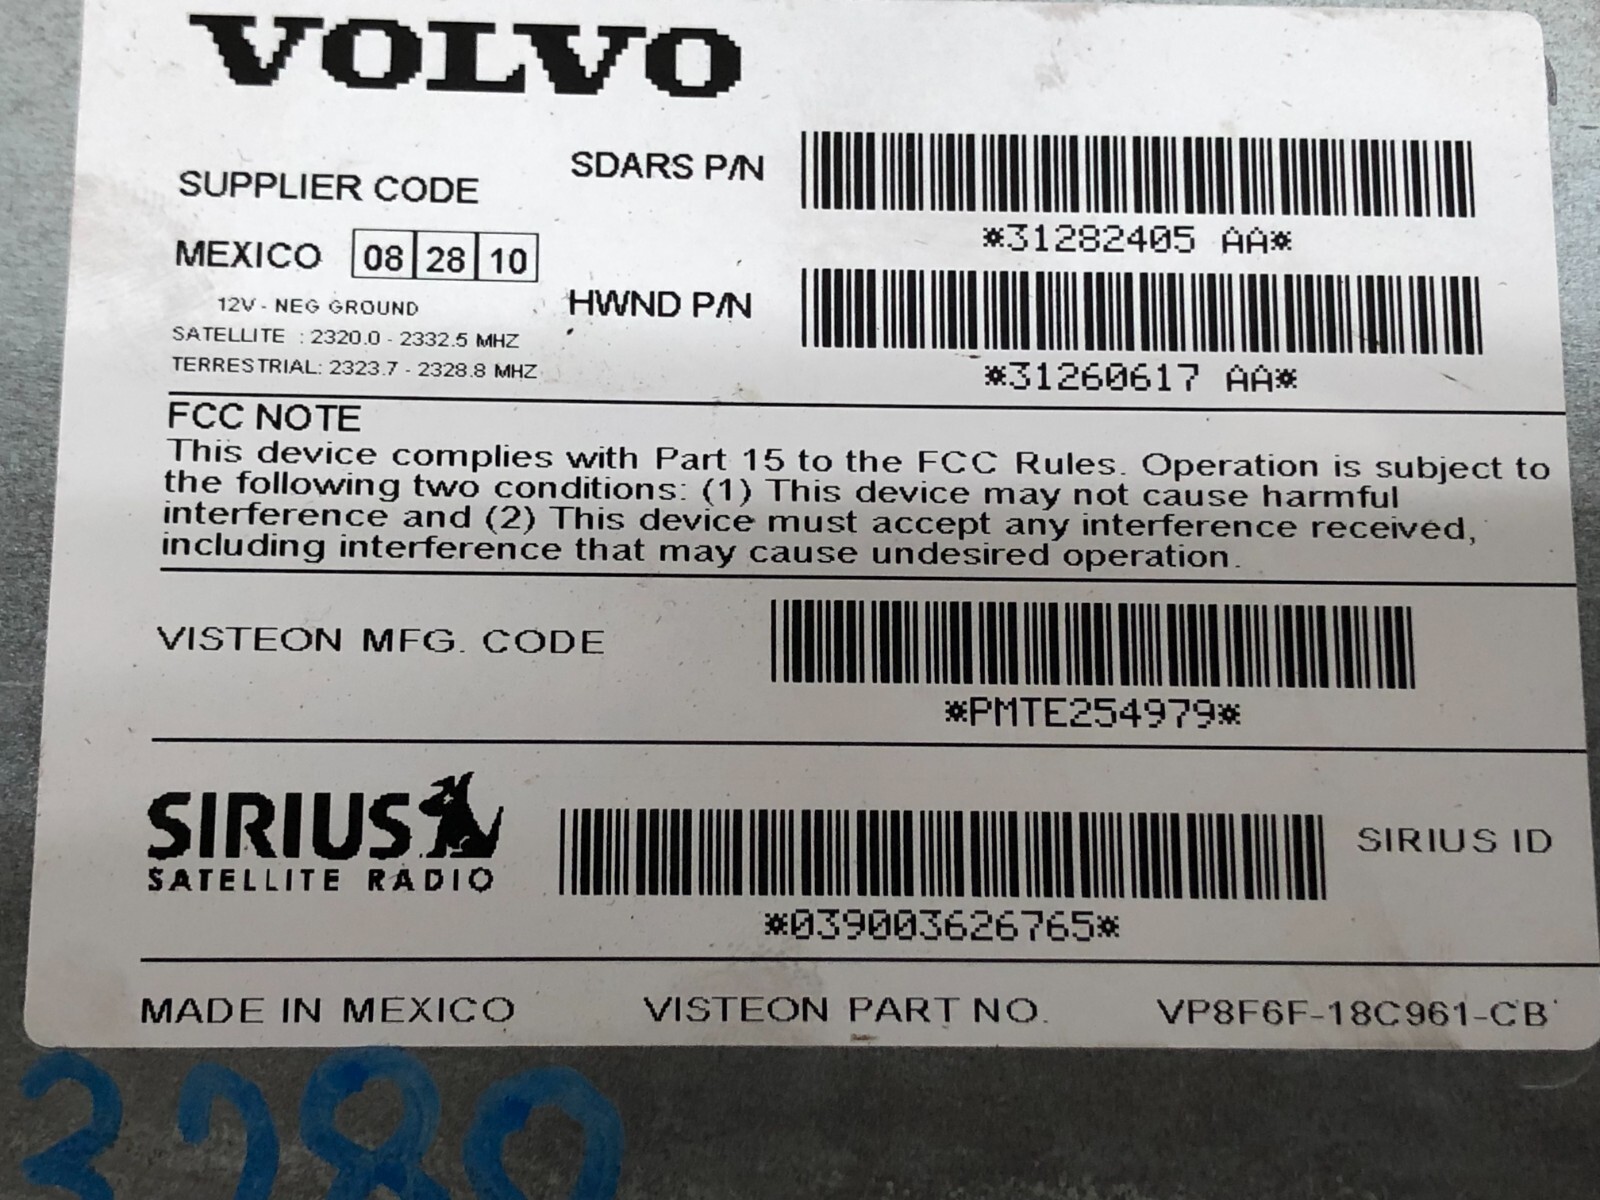 VOLVO
SUPPLIER CODE
SDARS P/N
*31282405 AA*
MEXICO 08 28 10
12V - NEG GROUND
HWND P/N
SATELLITE : 2320.0 - 2332.5 MHZ
TERRESTRIAL: 2323.7 - 2328.8 MHZ
*31260617 AA*
FCC NOTE
This device complies with Part 15 to the FCC Rules. Operation is subject to
the following two conditions: (1) This device may not cause harmful
interference and (2) This device must accept any interference received,
including interference that may cause undesired operation.
VISTEON MFG. CODE
*PMTE254979*
SIRIUS
SATELLITE RADIO
SIRIUS ID
*039003626765*
MADE IN MEXICO VISTEON PART NO. VP8F6F-18C961-CB